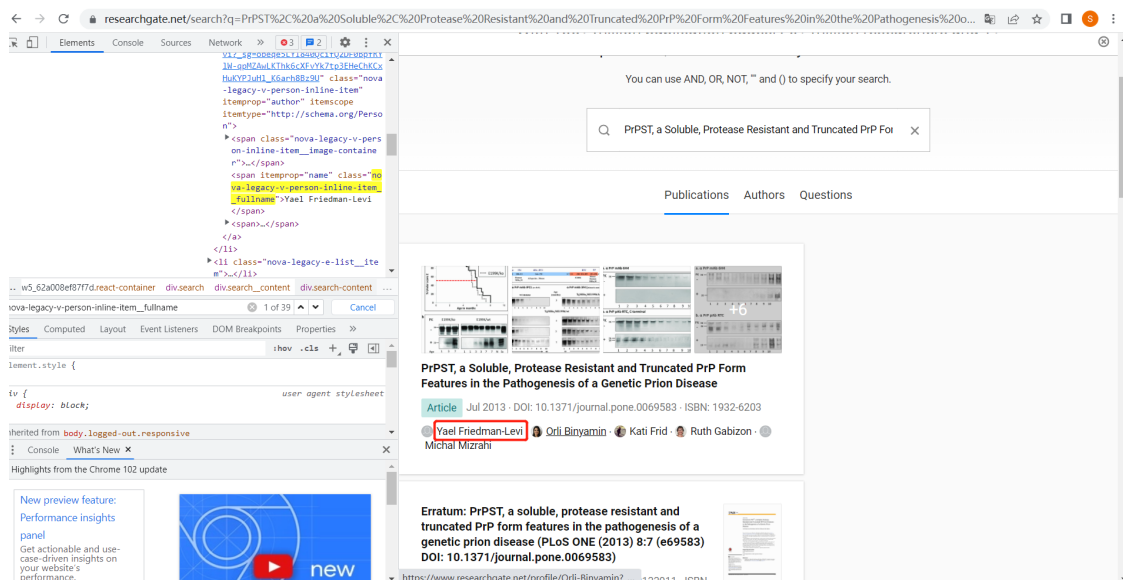 researchgate.net/search?q=PrPST%2C%20a%20Soluble%2C%20Protease%20Resistant%20and%20Truncated%20PrP%20Form%20Features%20in%20the%20Pathogenesis%20o...
Elements Console Sources Network » 3 2
HuKYPJuHl_K6arh8Bz9U" class="nova
-legacy-v-person-inline-item"
itemprop="author" itemscope
itemtype="http://schema.org/Perso
n">
<span class="nova-legacy-v-pers
on-inline-item__image-containe
r">…</span>
<span itemprop="name" class="no
va-legacy-v-person-inline-item_
_fullname">Yael Friedman-Levi
</span>
<span>…</span>
</a>
</li>
<li class="nova-legacy-e-list__ite
m">…</li>
… w5_62a008ef87f7d.react-container div.search div.search__content div.search-content …
nova-legacy-v-person-inline-item__fullname 1 of 39 Cancel
Styles Computed Layout Event Listeners DOM Breakpoints Properties »
:hov .cls +
element.style {
user agent stylesheet
display: block;
inherited from body.logged-out.responsive
Console What's New ×
Highlights from the Chrome 102 update
New preview feature:
Performance insights
panel
Get actionable and use-
case-driven insights on
your website's
performance.
new
You can use AND, OR, NOT, "" and () to specify your search.
PrPST, a Soluble, Protease Resistant and Truncated PrP For
Publications Authors Questions
+6
PrPST, a Soluble, Protease Resistant and Truncated PrP Form
Features in the Pathogenesis of a Genetic Prion Disease
Article Jul 2013 · DOI: 10.1371/journal.pone.0069583 · ISBN: 1932-6203
Yael Friedman-Levi · Orli Binyamin · Kati Frid · Ruth Gabizon ·
Michal Mizrahi
Erratum: PrPST, a soluble, protease resistant and
truncated PrP form features in the pathogenesis of a
genetic prion disease (PLoS ONE (2013) 8:7 (e69583)
DOI: 10.1371/journal.pone.0069583)
https://www.researchgate.net/profile/Orli-Binyamin?